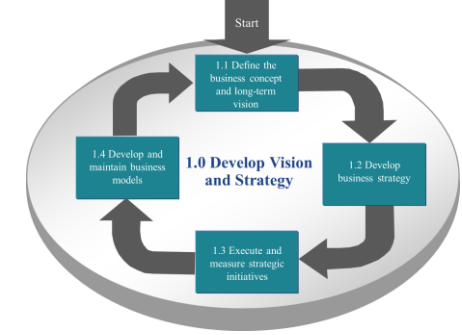 Start
1.1 Define the
business concept
and long-term
vision
1.2 Develop
business strategy
1.3 Execute and
measure strategic
initiatives
1.4 Develop and
maintain business
models
1.0 Develop Vision
and Strategy